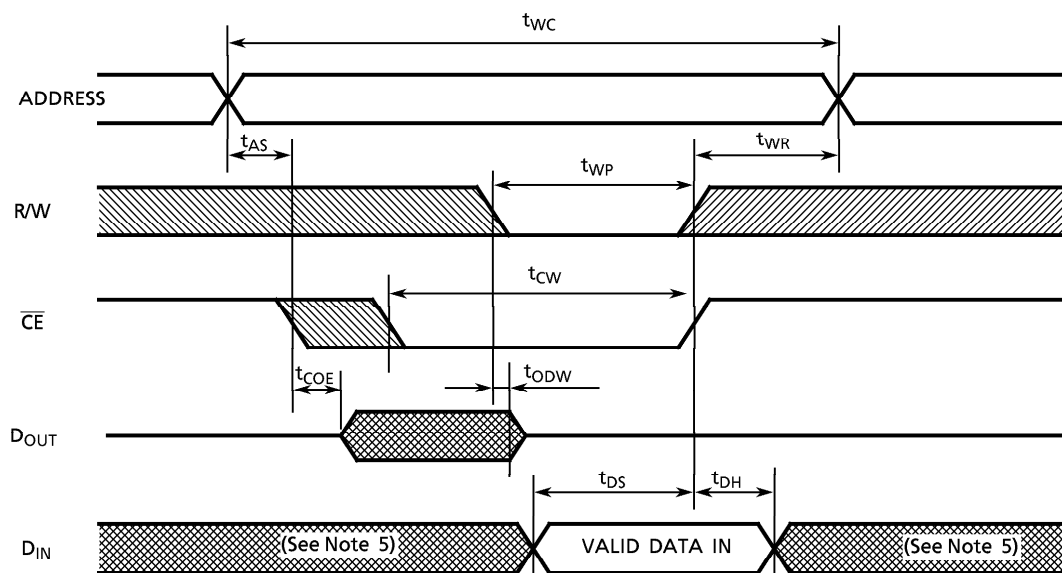 tWC
ADDRESS
tAS
tWR
tWP
R/W
tCW
CE
tCOE
tODW
DOUT
tDS
tDH
DIN
(See Note 5)
VALID DATA IN
(See Note 5)